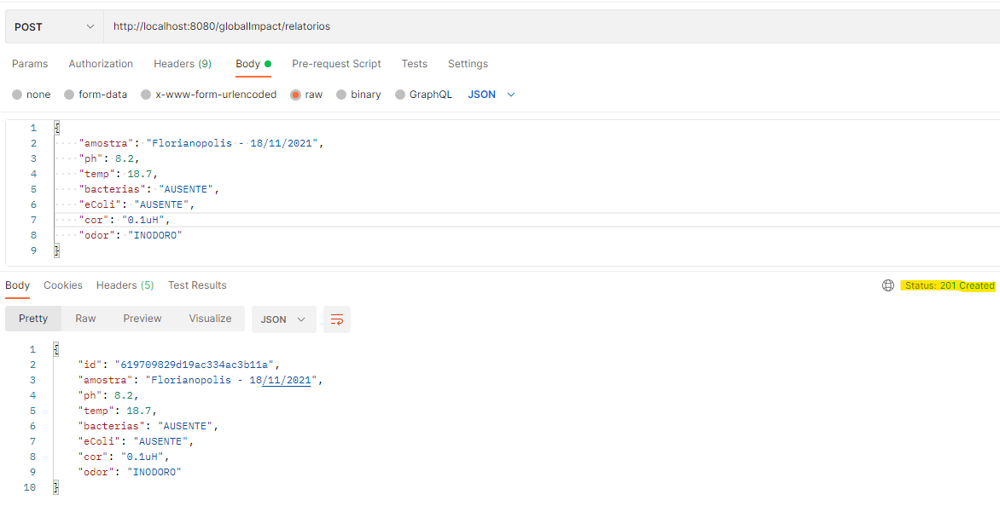 POST http://localhost:8080/globalImpact/relatorios
Params Authorization Headers (9) Body Pre-request Script Tests Settings
none form-data x-www-form-urlencoded raw binary GraphQL JSON
1 {
2 "amostra": "Florianopolis - 18/11/2021",
3 "ph": 8.2,
4 "temp": 18.7,
5 "bacterias": "AUSENTE",
6 "eColi": "AUSENTE",
7 "cor": "0.1uH",
8 "odor": "INODORO"
9 }
Body Cookies Headers (5) Test Results Status: 201 Created
Pretty Raw Preview Visualize JSON
1 {
2 "id": "619709829d19ac334ac3b11a",
3 "amostra": "Florianopolis - 18/11/2021",
4 "ph": 8.2,
5 "temp": 18.7,
6 "bacterias": "AUSENTE",
7 "eColi": "AUSENTE",
8 "cor": "0.1uH",
9 "odor": "INODORO"
10 }